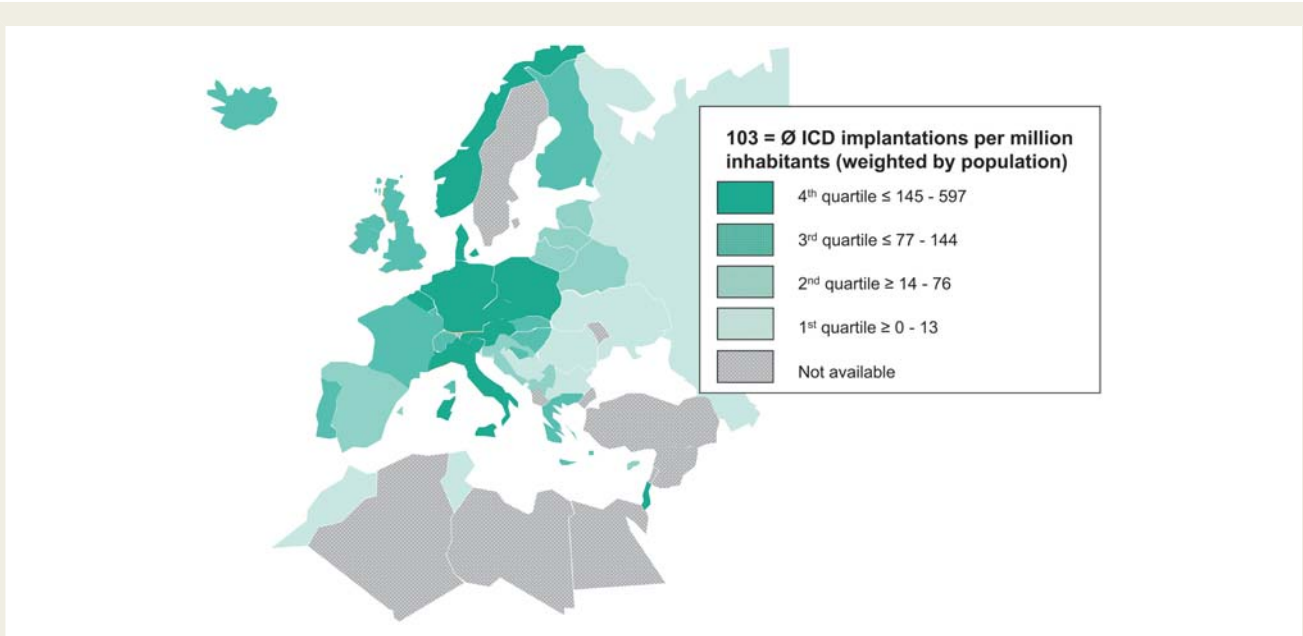 103 = Ø ICD implantations per million
inhabitants (weighted by population)
4th quartile ≤ 145 - 597
3rd quartile ≤ 77 - 144
2nd quartile ≥ 14 - 76
1st quartile ≥ 0 - 13
Not available